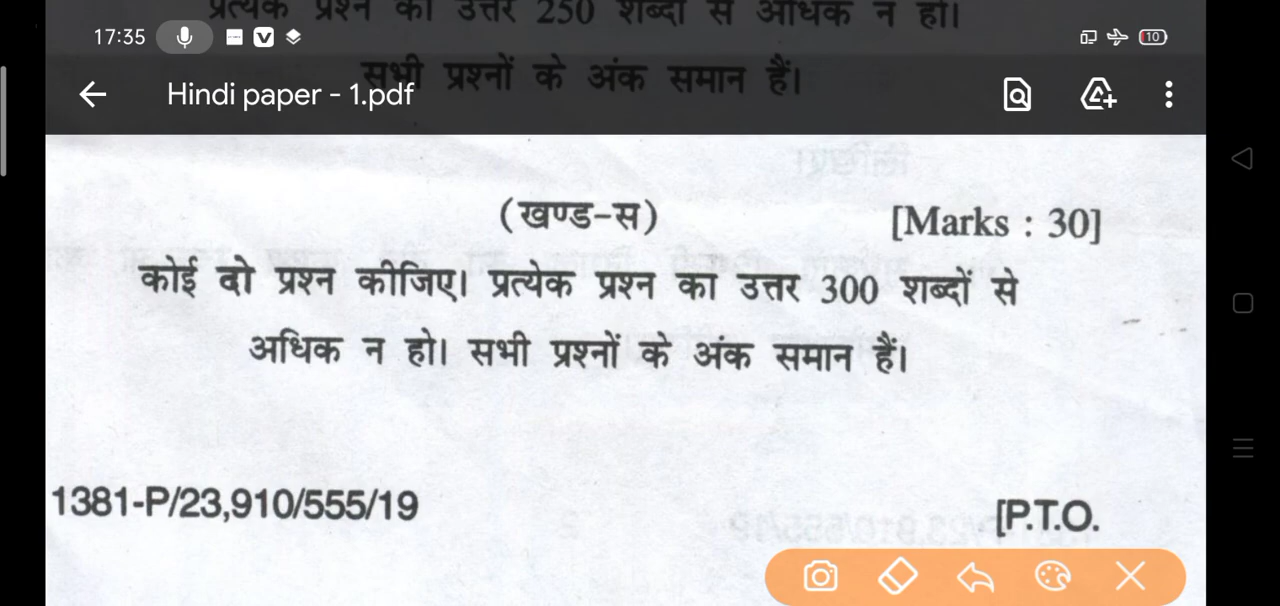 प्रत्येक प्रश्न का उत्तर 250 शब्दों से अधिक न हो।
17:35
10
सभी प्रश्नों के अंक समान हैं।
Hindi paper - 1.pdf
(खण्ड-स) [Marks : 30]
कोई दो प्रश्न कीजिए। प्रत्येक प्रश्न का उत्तर 300 शब्दों से
अधिक न हो। सभी प्रश्नों के अंक समान हैं।
1381-P/23,910/555/19 [P.T.O.